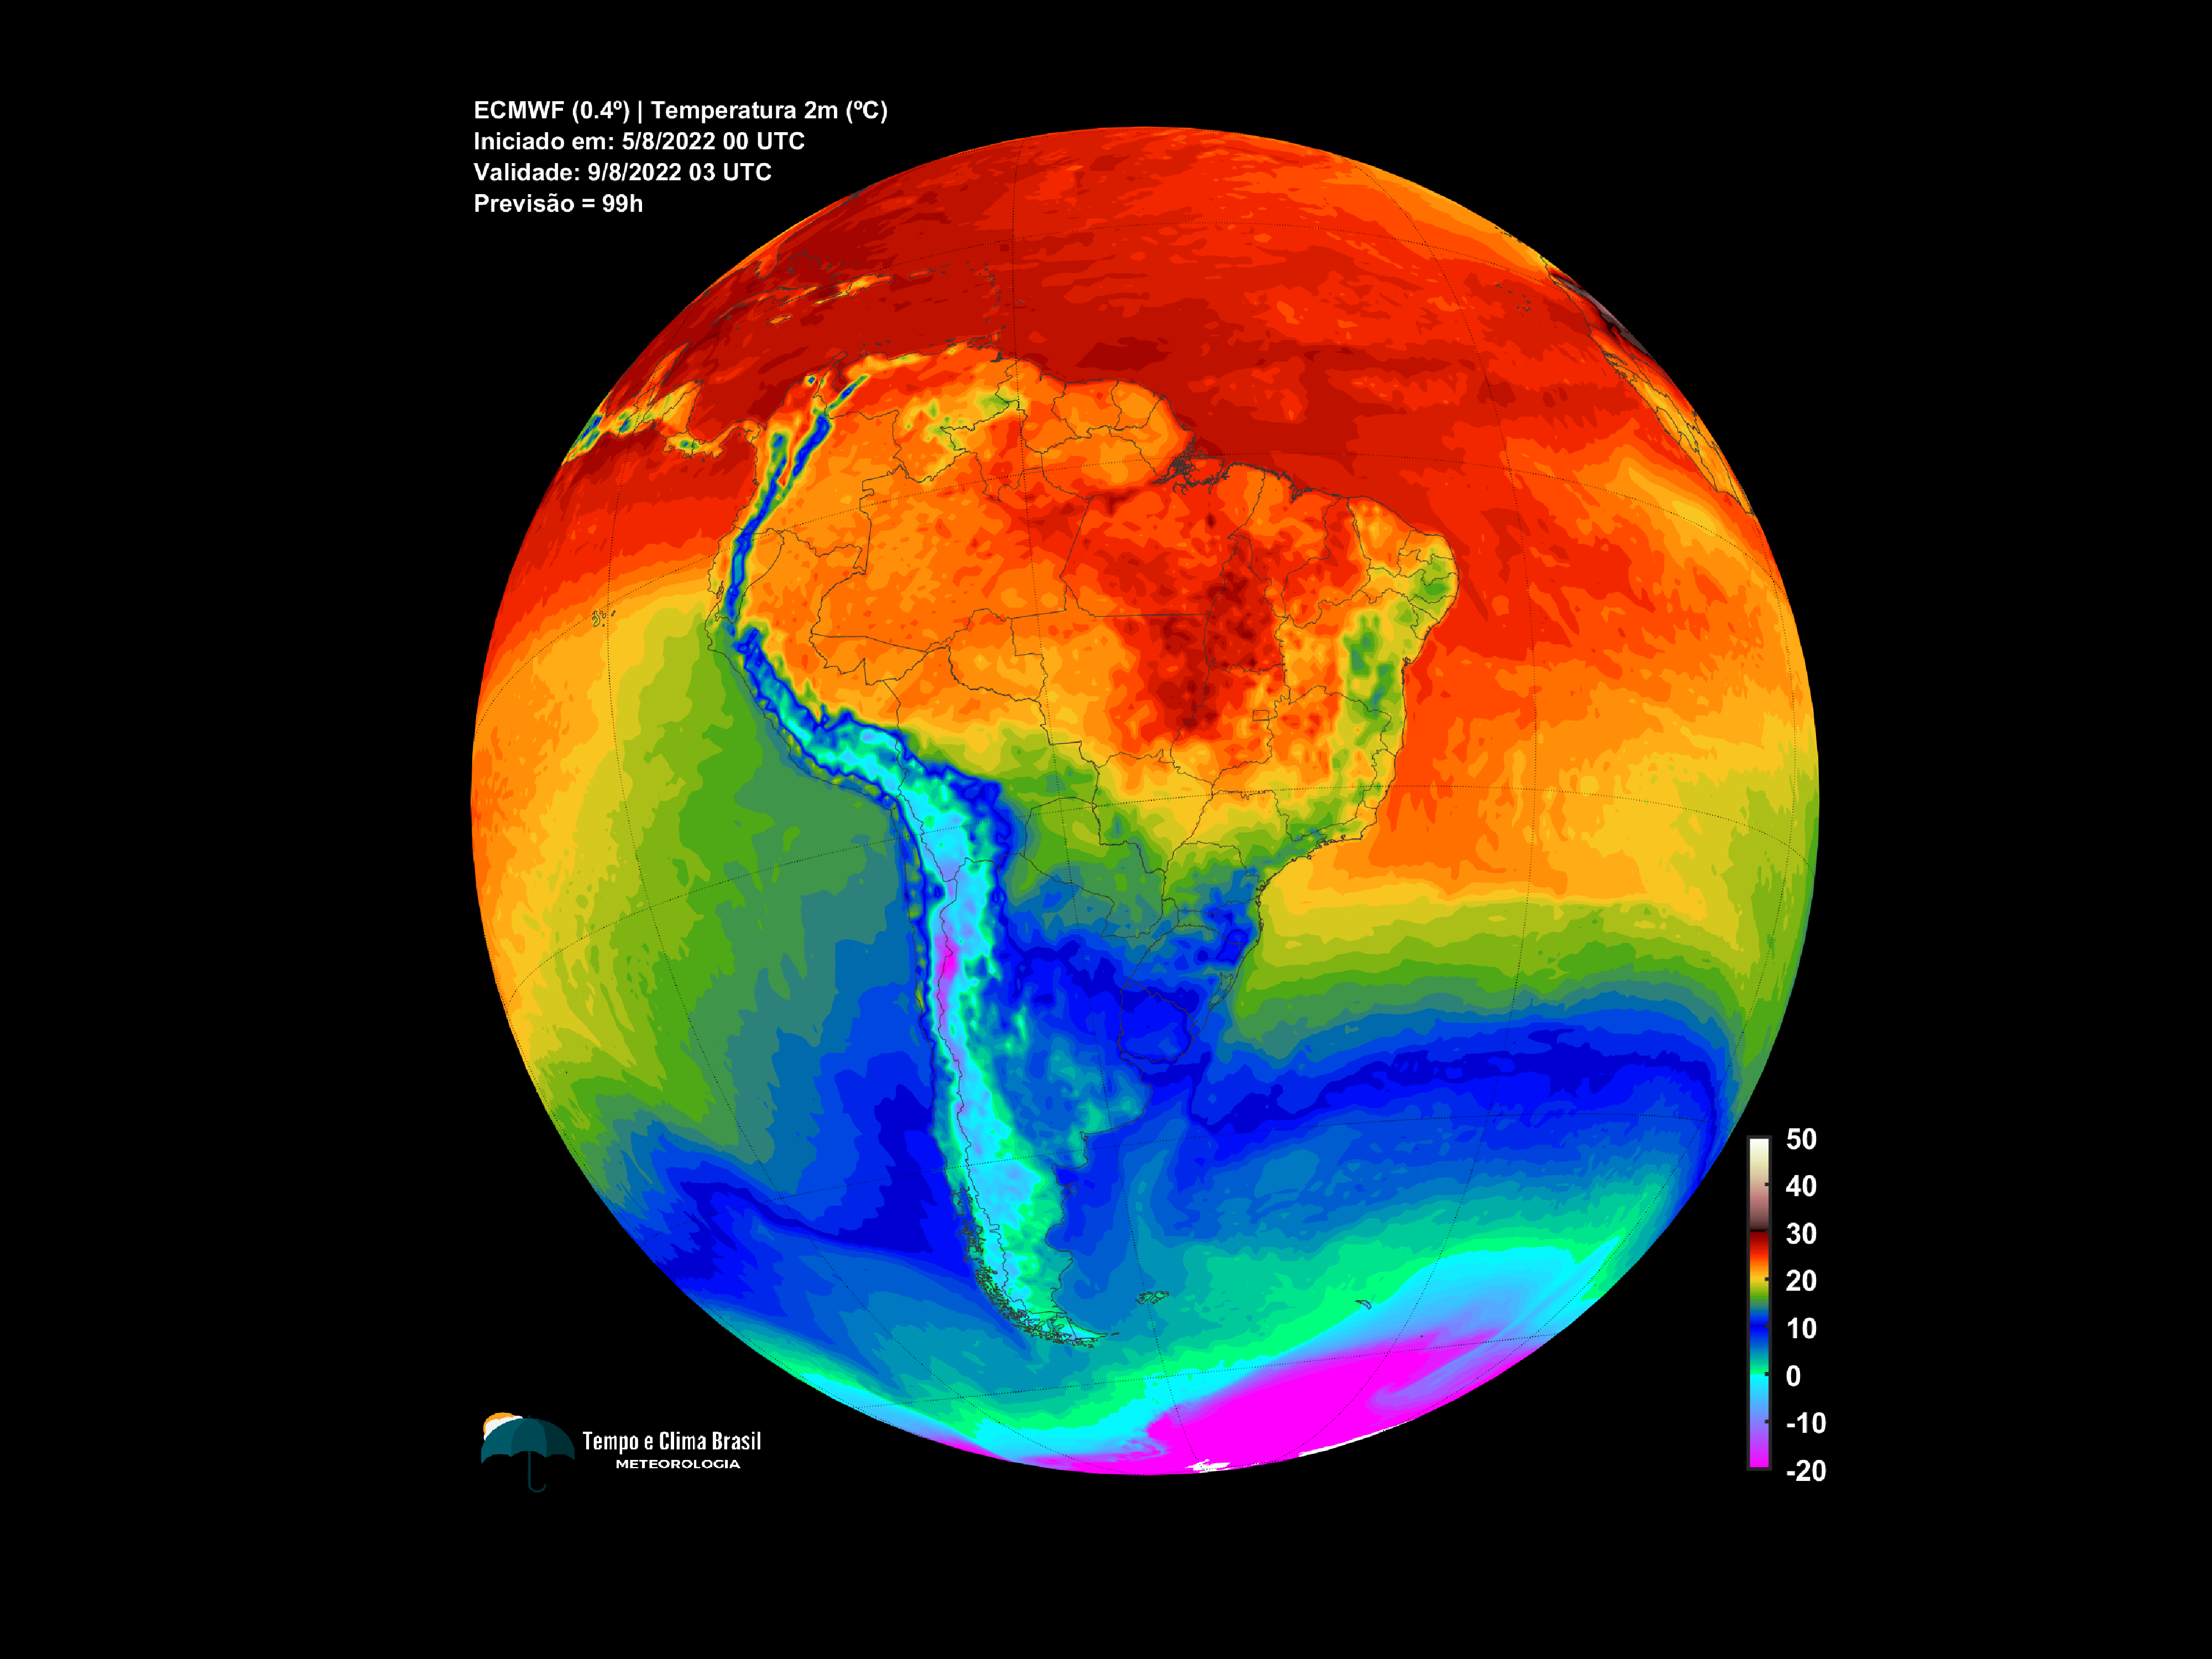 ECMWF (0.4º) | Temperatura 2m (ºC)
Iniciado em: 5/8/2022 00 UTC
Validade: 9/8/2022 03 UTC
Previsão = 99h
50
40
30
20
10
0
-10
-20
Tempo e Clima Brasil
METEOROLOGIA